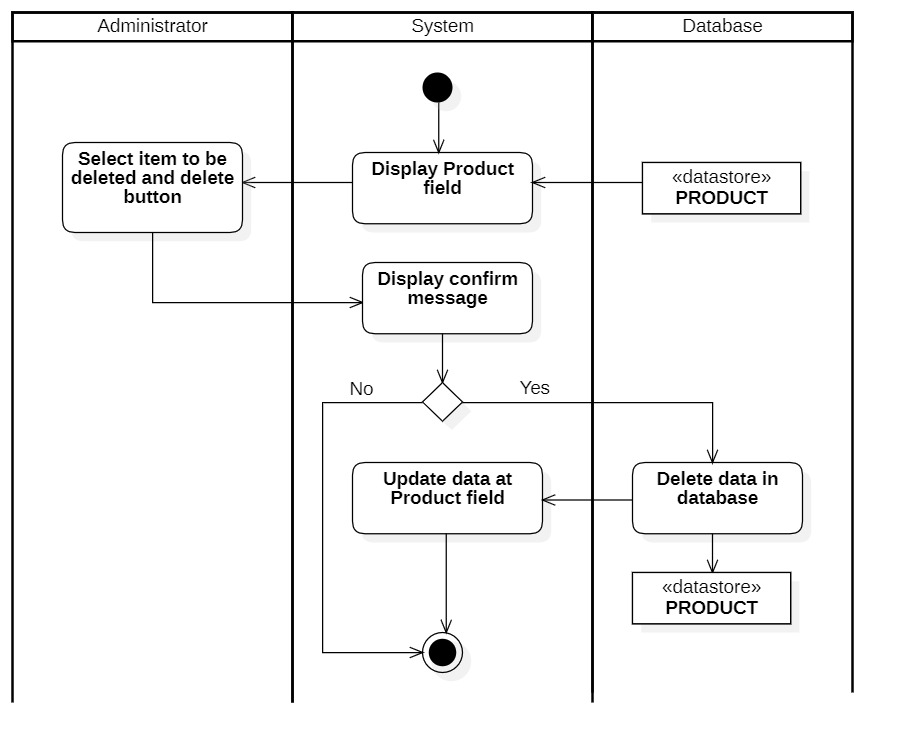 Administrator
System
Database
Select item to be
deleted and delete
button
Display Product
field
«datastore»
PRODUCT
Display confirm
message
No
Yes
Update data at
Product field
Delete data in
database
«datastore»
PRODUCT